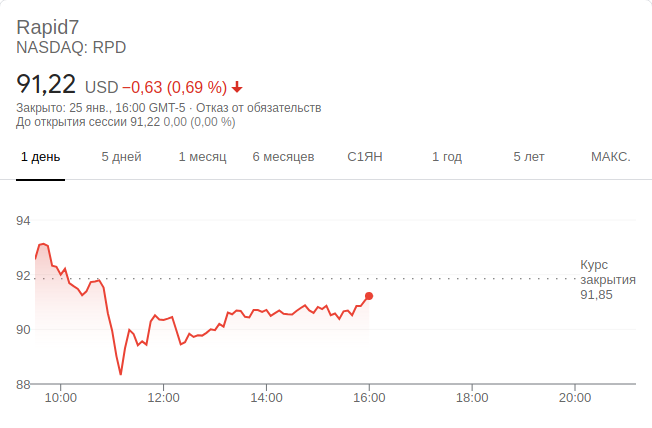 Rapid7
NASDAQ: RPD
91,22 USD −0,63 (0,69 %)
Закрыто: 25 янв., 16:00 GMT-5 · Отказ от обязательств
До открытия сессии 91,22 0,00 (0,00 %)
1 день 5 дней 1 месяц 6 месяцев С1ЯН 1 год 5 лет МАКС.
94
92
90
88
Курс
закрытия
91,85
10:00 12:00 14:00 16:00 18:00 20:00